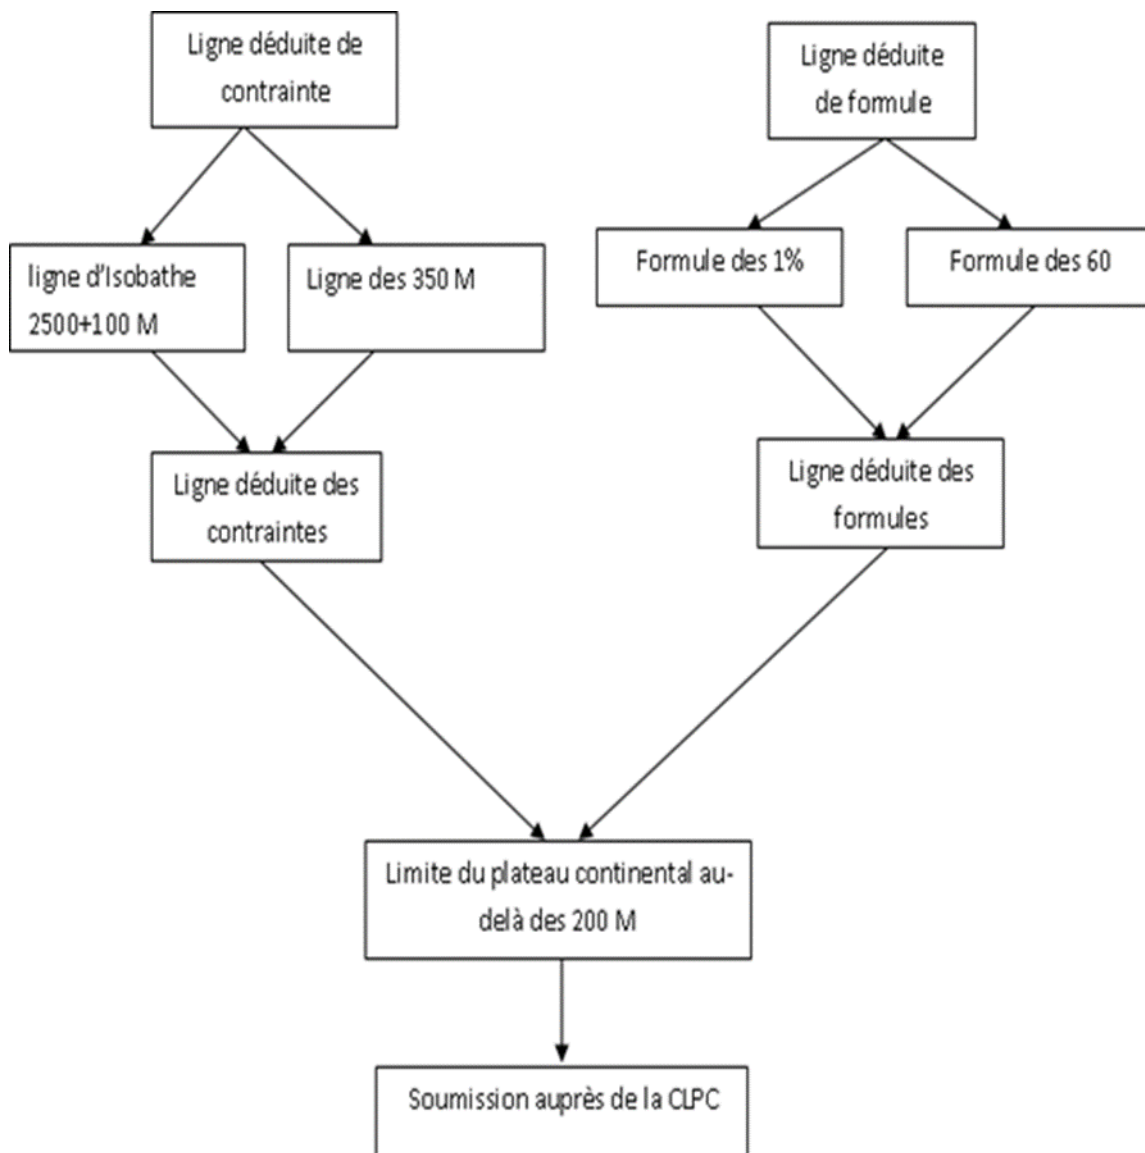 Ligne déduite de
contrainte
Ligne déduite
de formule
ligne d'Isobathe
2500+100 M
Ligne des 350 M
Formule des 1%
Formule des 60
Ligne déduite des
contraintes
Ligne déduite des
formules
Limite du plateau continental au-
delà des 200 M
Soumission auprès de la CLPC